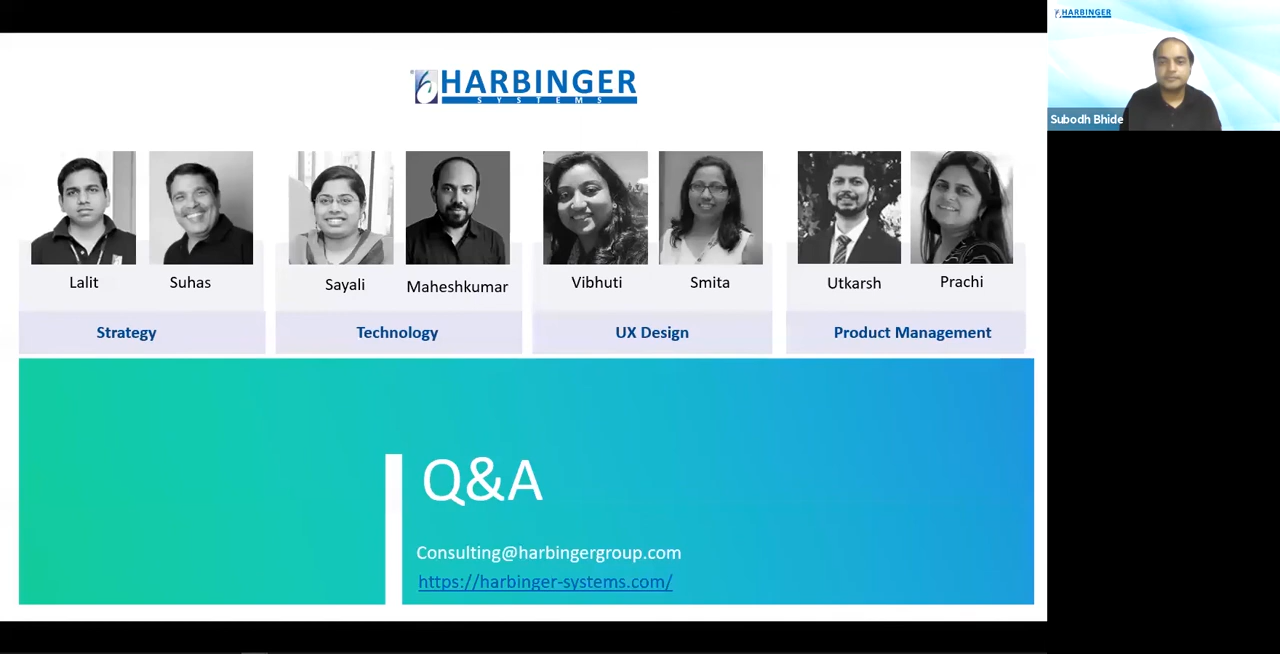 HARBINGER
SYSTEMS
HARBINGER
Subodh Bhide
Lalit
Suhas
Sayali
Maheshkumar
Vibhuti
Smita
Utkarsh
Prachi
Strategy
Technology
UX Design
Product Management
Q&A
Consulting@harbingergroup.com
https://harbinger-systems.com/